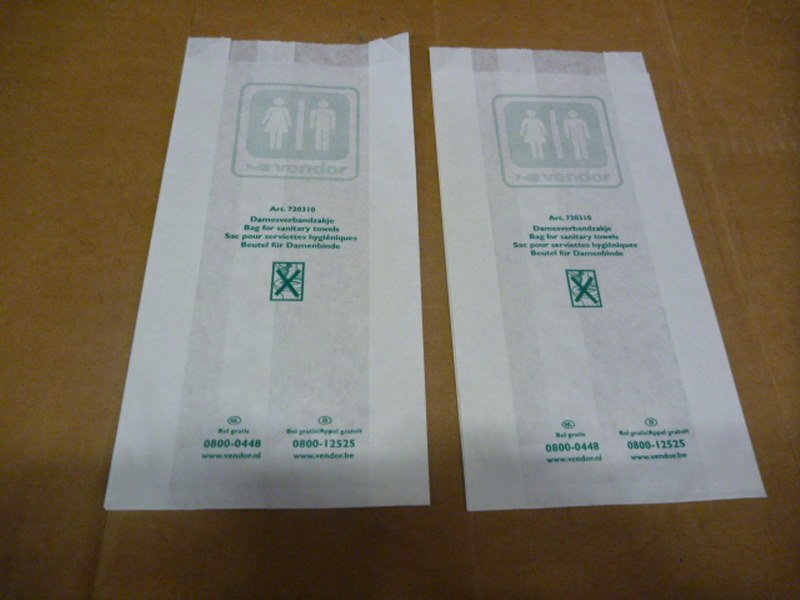 vendor
Art. 720310
Damesverbandzakje
Bag for sanitary towels
Sac pour serviettes hygiéniques
Beutel für Damenbinde
NL
Bel gratis
0800-0448
www.vendor.nl
B
Bel gratis/Appel gratuit
0800-12525
www.vendor.be
vendor
Art. 720310
Damesverbandzakje
Bag for sanitary towels
Sac pour serviettes hygiéniques
Beutel für Damenbinde
NL
Bel gratis
0800-0448
www.vendor.nl
B
Bel gratis/Appel gratuit
0800-12525
www.vendor.be